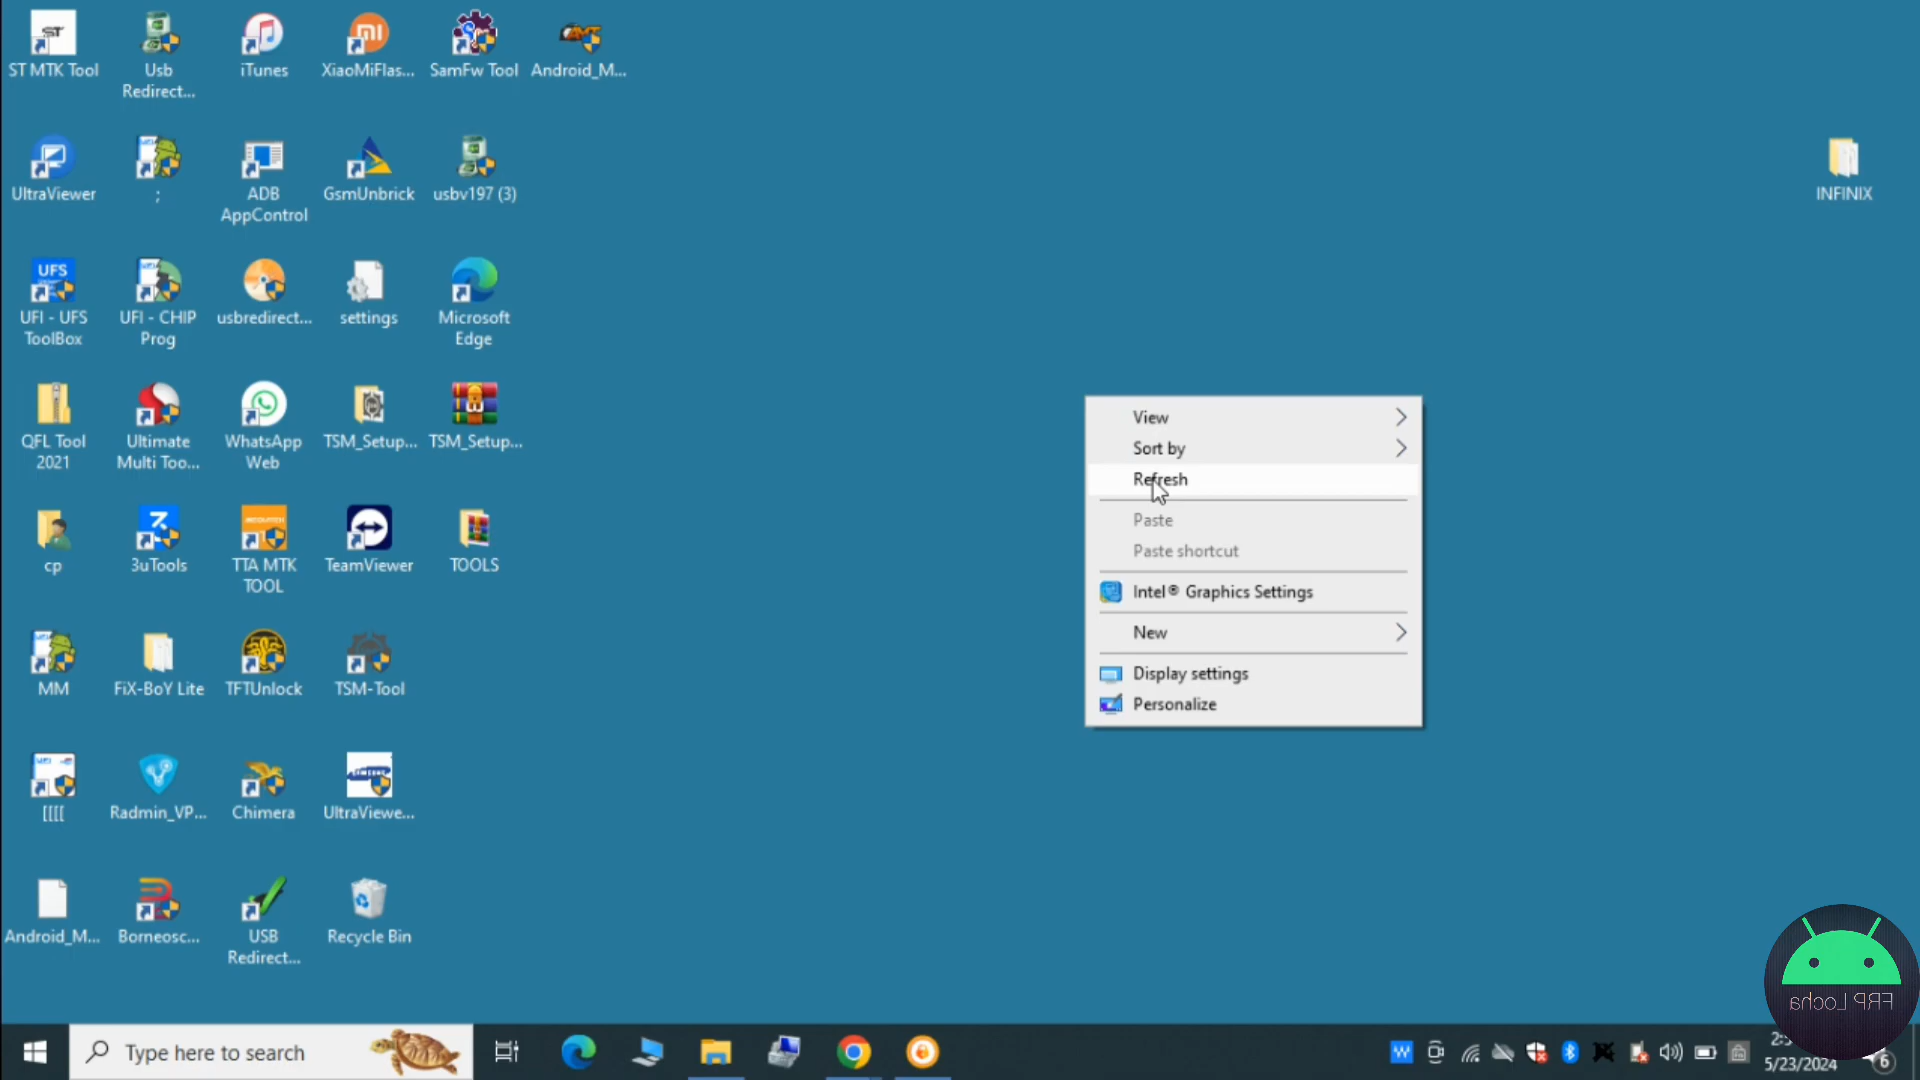 ST MTK Tool
Usb
Redirect...
iTunes
XiaoMiFlas...
SamFw Tool
Android_M...
UltraViewer
;
ADB
AppControl
GsmUnbrick
usbv197 (3)
INFINIX
UFI - UFS
ToolBox
UFI - CHIP
Prog
usbredirect...
settings
Microsoft
Edge
QFL Tool
2021
Ultimate
Multi Too...
WhatsApp
Web
TSM_Setup...
TSM_Setup...
cp
3uTools
TTA MTK
TOOL
TeamViewer
TOOLS
MM
FiX-BoY Lite
TFTUnlock
TSM-Tool
[[[[
Radmin_VP...
Chimera
UltraViewe...
Android_M...
Borneosc...
USB
Redirect...
Recycle Bin
View
Sort by
Refresh
Paste
Paste shortcut
Intel® Graphics Settings
New
Display settings
Personalize
FRP Locha
Type here to search
5/23/2024
6